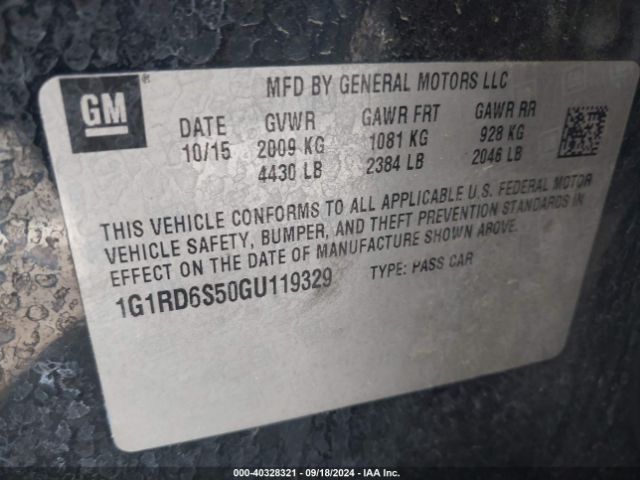 GM ®
MFD BY GENERAL MOTORS LLC
DATE GVWR GAWR FRT GAWR RR
10/15 2009 KG 1081 KG 928 KG
4430 LB 2384 LB 2046 LB
THIS VEHICLE CONFORMS TO ALL APPLICABLE U.S. FEDERAL MOTOR
VEHICLE SAFETY, BUMPER, AND THEFT PREVENTION STANDARDS IN
EFFECT ON THE DATE OF MANUFACTURE SHOWN ABOVE.
1G1RD6S50GU119329 TYPE: PASS CAR
000-40328321 - 09/18/2024 - IAA Inc.